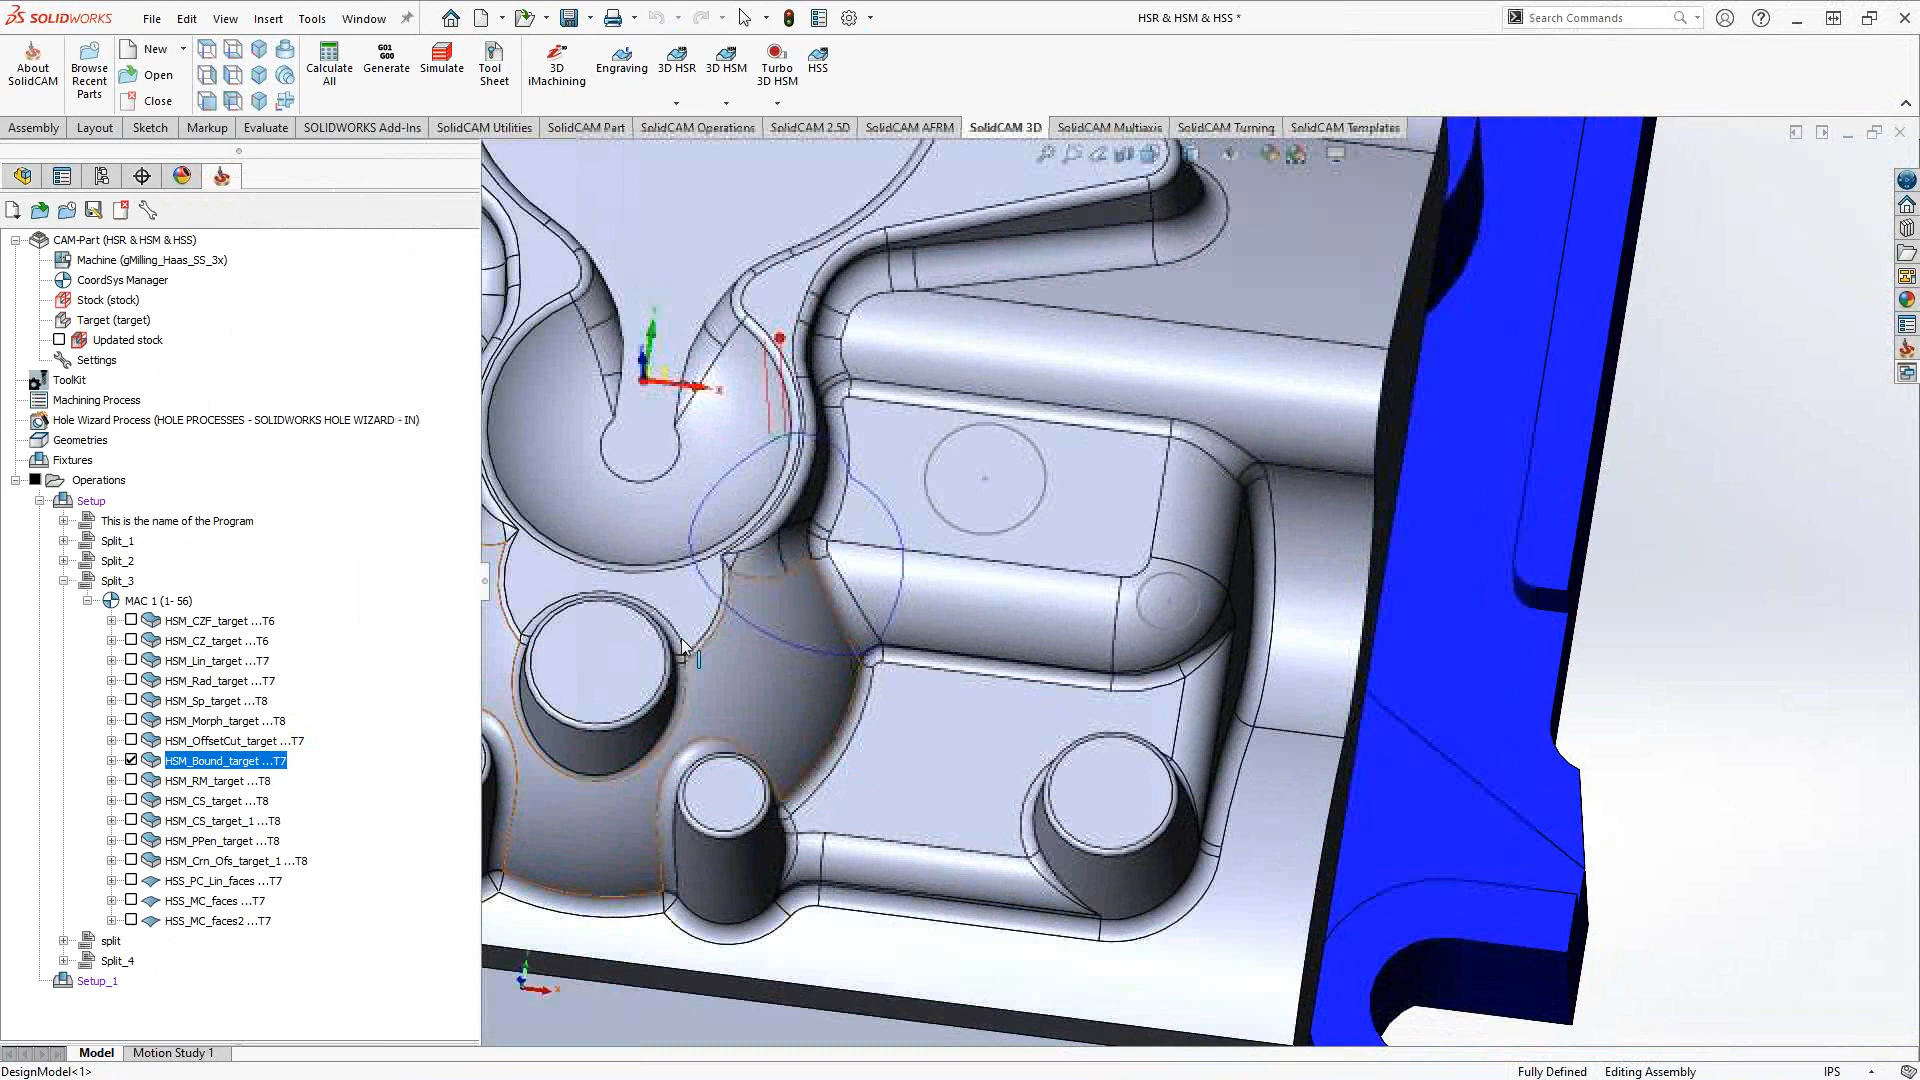 SOLIDWORKS
File Edit View Insert Tools Window
HSR & HSM & HSS *
Search Commands
About SolidCAM
Browse Recent Parts
New
Open
Close
Calculate All
G01 G00
Generate
Simulate
Tool Sheet
3D iMachining
Engraving
3D HSR
3D HSM
Turbo 3D HSM
HSS
Assembly Layout Sketch Markup Evaluate SOLIDWORKS Add-Ins SolidCAM Utilities SolidCAM Part SolidCAM Operations SolidCAM 2.5D SolidCAM AFRM SolidCAM 3D SolidCAM Multiaxis SolidCAM Turning SolidCAM Templates
CAM-Part (HSR & HSM & HSS)
Machine (gMilling_Haas_SS_3x)
CoordSys Manager
Stock (stock)
Target (target)
Updated stock
Settings
ToolKit
Machining Process
Hole Wizard Process (HOLE PROCESSES - SOLIDWORKS HOLE WIZARD - IN)
Geometries
Fixtures
Operations
Setup
This is the name of the Program
Split_1
Split_2
Split_3
MAC 1 (1- 56)
HSM_CZF_target ...T6
HSM_CZ_target ...T6
HSM_Lin_target ...T7
HSM_Rad_target ...T7
HSM_Sp_target ...T8
HSM_Morph_target ...T8
HSM_OffsetCut_target ...T7
HSM_Bound_target ...T7
HSM_RM_target ...T8
HSM_CS_target ...T8
HSM_CS_target_1 ...T8
HSM_PPen_target ...T8
HSM_Crn_Ofs_target_1 ...T8
HSS_PC_Lin_faces ...T7
HSS_MC_faces ...T7
HSS_MC_faces2 ...T7
split
Split_4
Setup_1
Model Motion Study 1
DesignModel<1>
Fully Defined Editing Assembly IPS